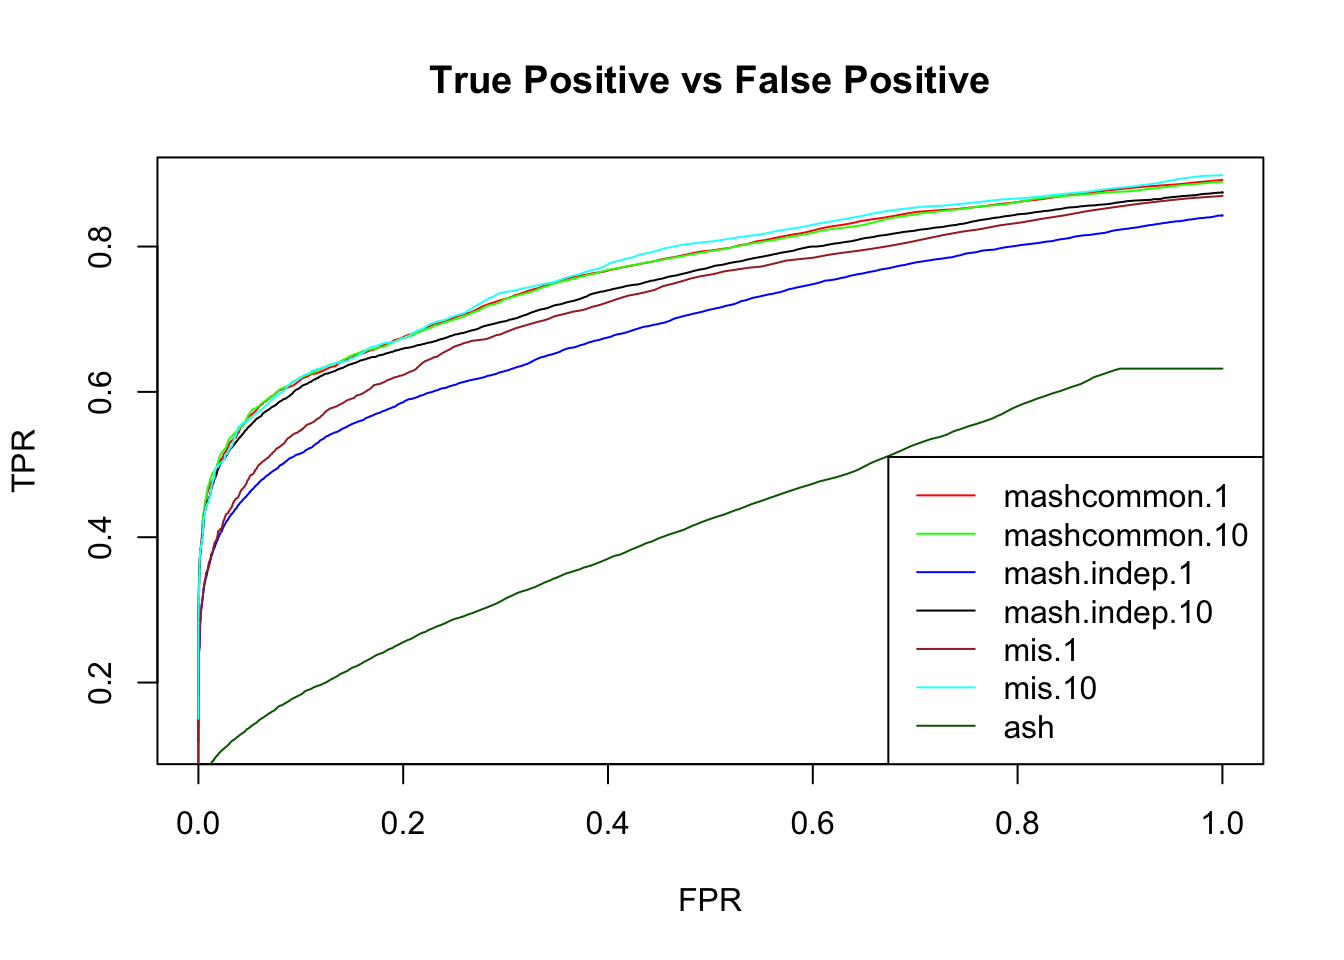 True Positive vs False Positive
TPR
0.8
0.6
0.4
0.2
mashcommon.1
mashcommon.10
mash.indep.1
mash.indep.10
mis.1
mis.10
ash
0.0 0.2 0.4 0.6 0.8 1.0
FPR